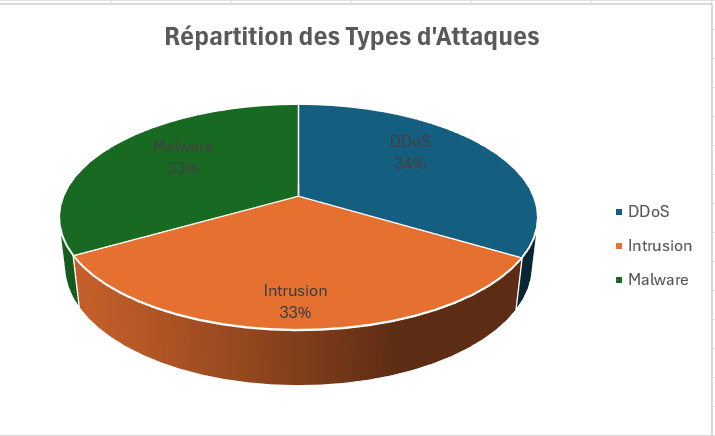 Répartition des Types d'Attaques
Malware
33%
DDoS
34%
Intrusion
33%
DDoS
Intrusion
Malware